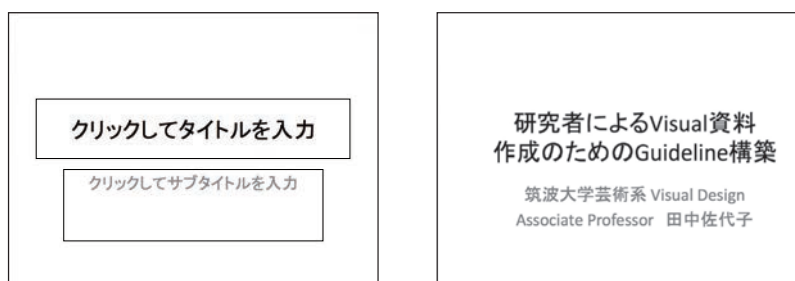 クリックしてタイトルを入力
クリックしてサブタイトルを入力
研究者によるVisual資料
作成のためのGuideline構築
筑波大学芸術系 Visual Design
Associate Professor 田中佐代子